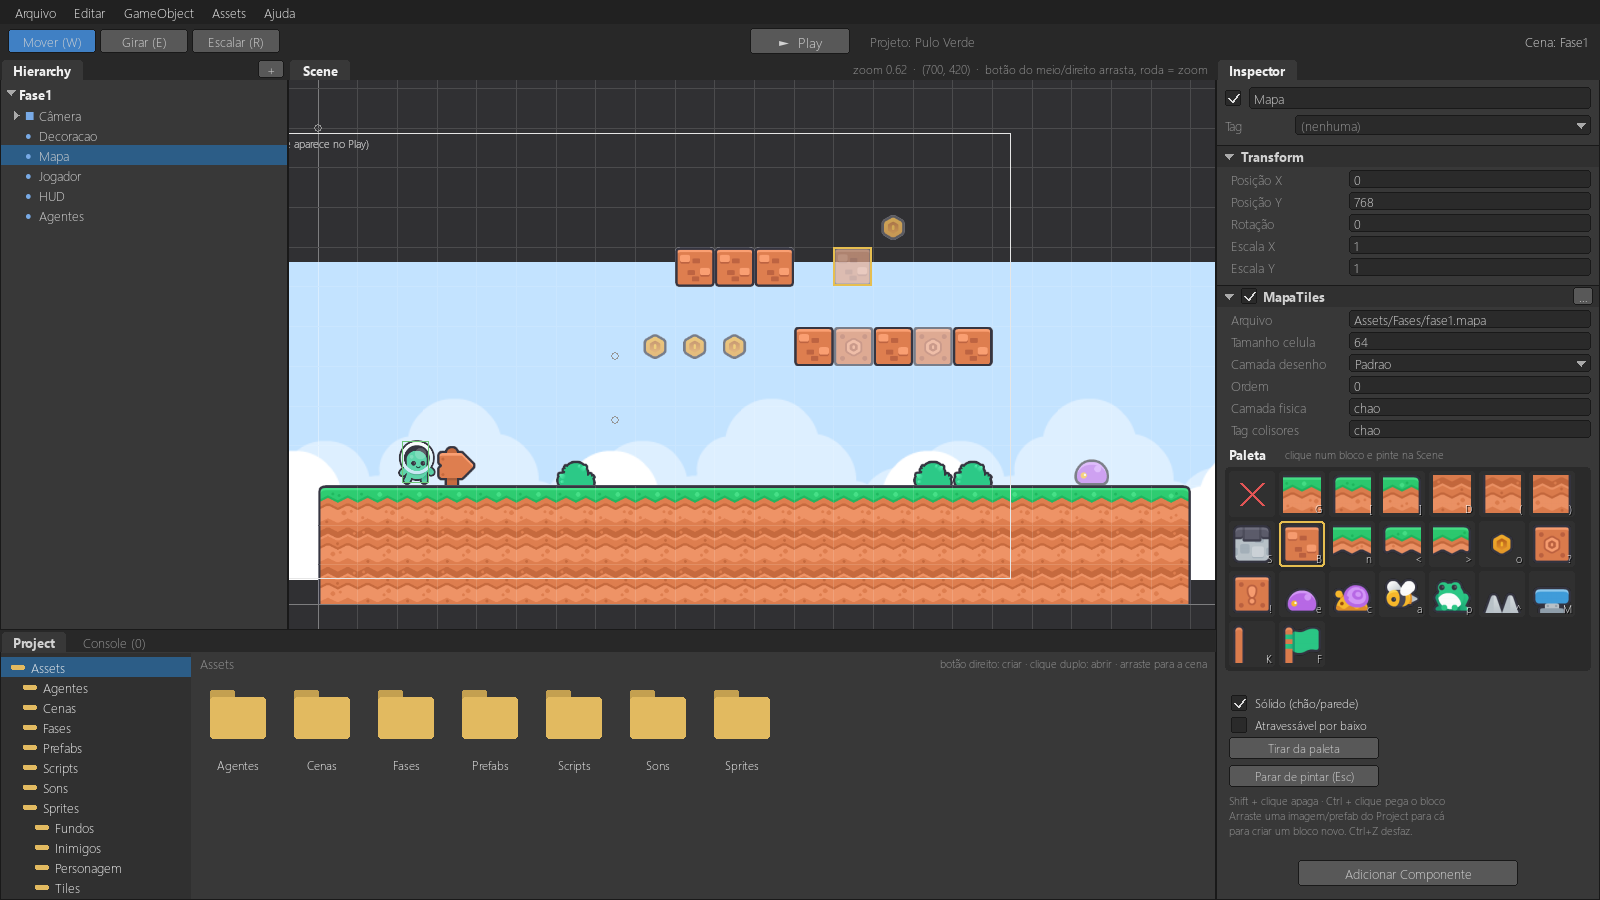 Arquivo Editar GameObject Assets Ajuda
Mover (W) Girar (E) Escalar (R) ► Play Projeto: Pulo Verde Cena: Fase1
Hierarchy +
Fase1
Câmera
Decoracao
Mapa
Jogador
HUD
Agentes
Scene zoom 0.62 · (700, 420) · botão do meio/direito arrasta, roda = zoom
aparece no Play)
Inspector
Mapa
Tag (nenhuma)
Transform
Posição X 0
Posição Y 768
Rotação 0
Escala X 1
Escala Y 1
MapaTiles ...
Arquivo Assets/Fases/fase1.mapa
Tamanho celula 64
Camada desenho Padrao
Ordem 0
Camada fisica chao
Tag colisores chao
Paleta clique num bloco e pinte na Scene
G [ ] D ( )
S B n < > o ?
! e c a p ^ M
K F
Sólido (chão/parede)
Atravessável por baixo
Tirar da paleta
Parar de pintar (Esc)
Shift + clique apaga · Ctrl + clique pega o bloco
Arraste uma imagem/prefab do Project para cá
para criar um bloco novo. Ctrl+Z desfaz.
Adicionar Componente
Project Console (0)
Assets
Agentes
Cenas
Fases
Prefabs
Scripts
Sons
Sprites
Fundos
Inimigos
Personagem
Tiles
Assets botão direito: criar · clique duplo: abrir · arraste para a cena
Agentes Cenas Fases Prefabs Scripts Sons Sprites